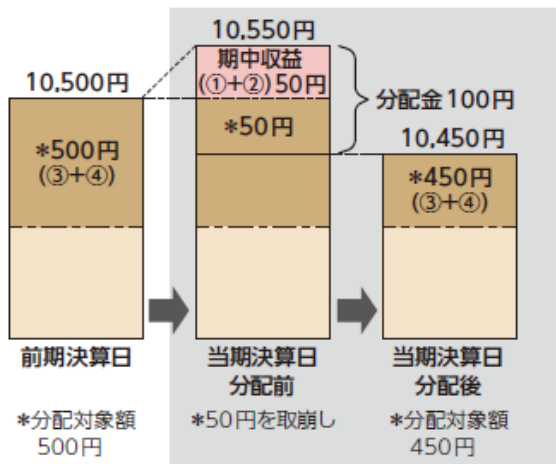 10,550円
期中収益
(①+②)50円
10,500円
分配金100円
*50円
10,450円
*500円
(③+④)
*450円
(③+④)
前期決算日
当期決算日
分配前
当期決算日
分配後
*分配対象額
500円
*50円を取崩し
*分配対象額
450円